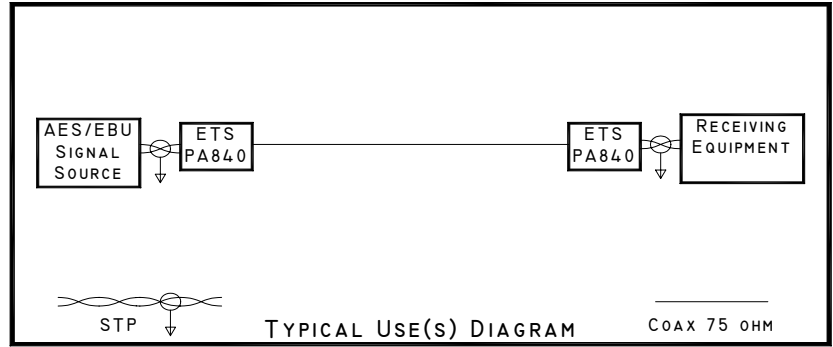 AES/EBU
SIGNAL
SOURCE
ETS
PA840
ETS
PA840
RECEIVING
EQUIPMENT
STP
TYPICAL USE(S) DIAGRAM
COAX 75 OHM